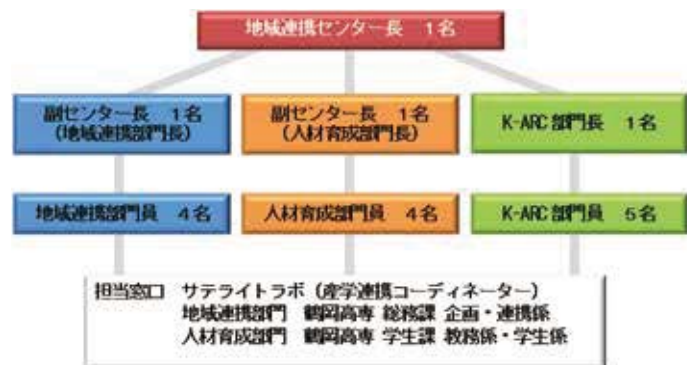 地域連携センター長 1名
副センター長 1名
(地域連携部門長)
副センター長 1名
(人材育成部門長)
K-ARC部門長 1名
地域連携部門員 4名
人材育成部門員 4名
K-ARC部門員 5名
担当窓口 サテライトラボ(産学連携コーディネーター)
地域連携部門 鶴岡高専 総務課 企画・連携係
人材育成部門 鶴岡高専 学生課 教務係・学生係